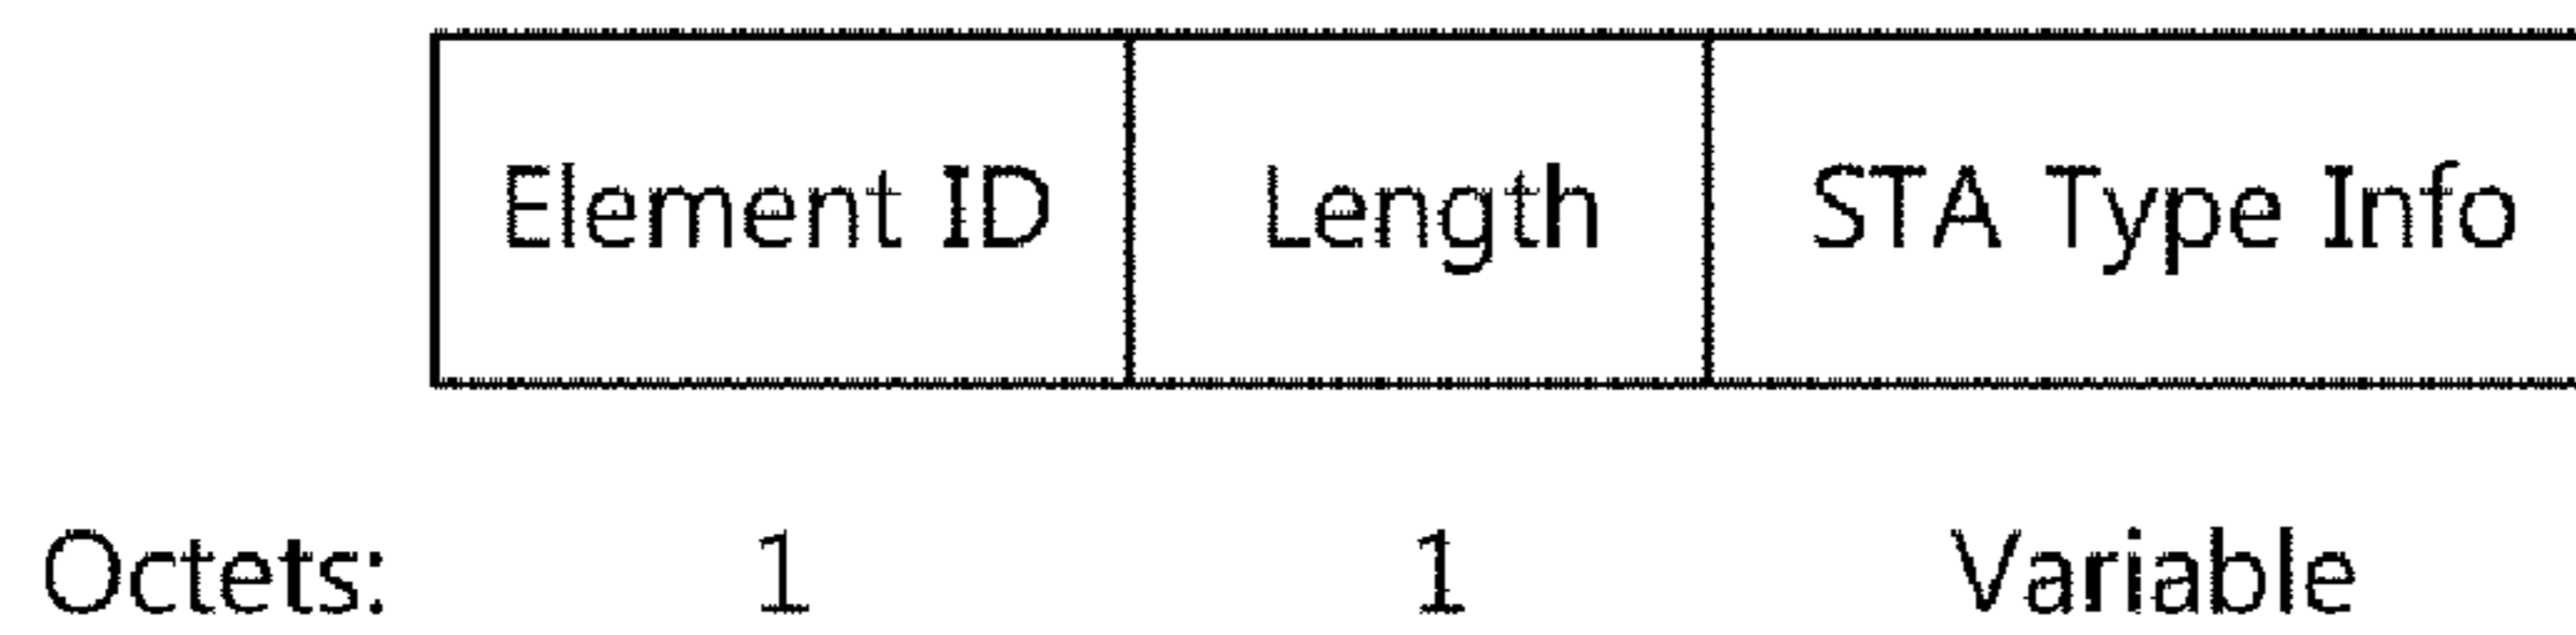 Element ID Length STA Type Info
Octets: 1 1 Variable